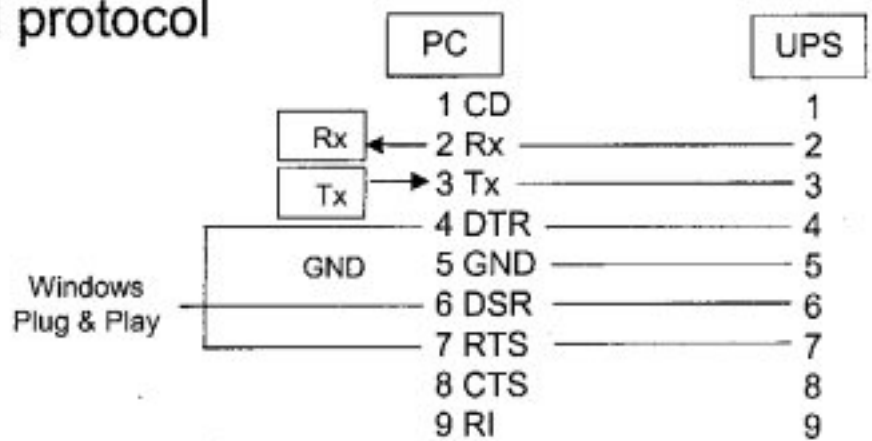 protocol
PC UPS
1 CD 1
Rx 2 Rx 2
Tx 3 Tx 3
4 DTR 4
GND 5 GND 5
Windows
Plug & Play
6 DSR 6
7 RTS 7
8 CTS 8
9 RI 9